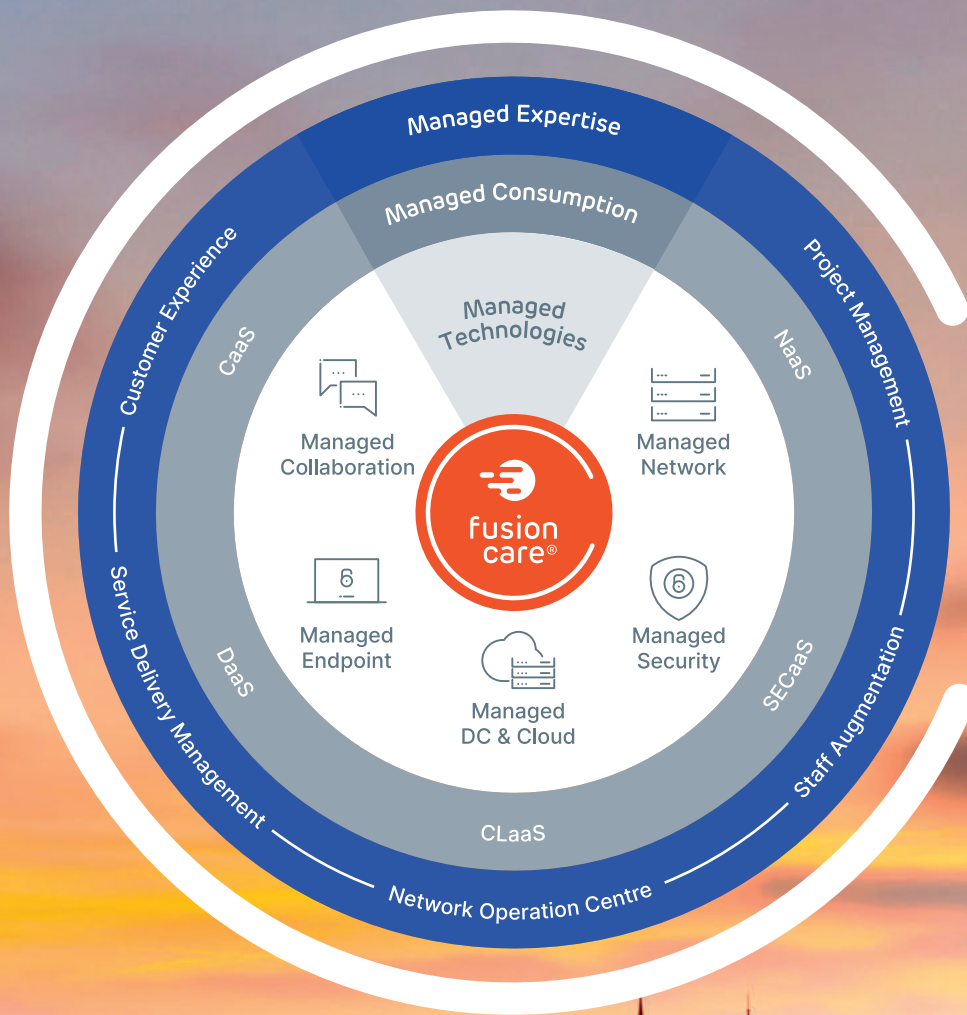 Managed Expertise
Managed Consumption
Managed
Technologies
Customer Experience
Project Management
CaaS
NaaS
Managed
Collaboration
Managed
Network
fusion
care®
Managed
Endpoint
Managed
Security
Managed
DC & Cloud
DaaS
SECaaS
CLaaS
Service Delivery Management
Staff Augmentation
Network Operation Centre